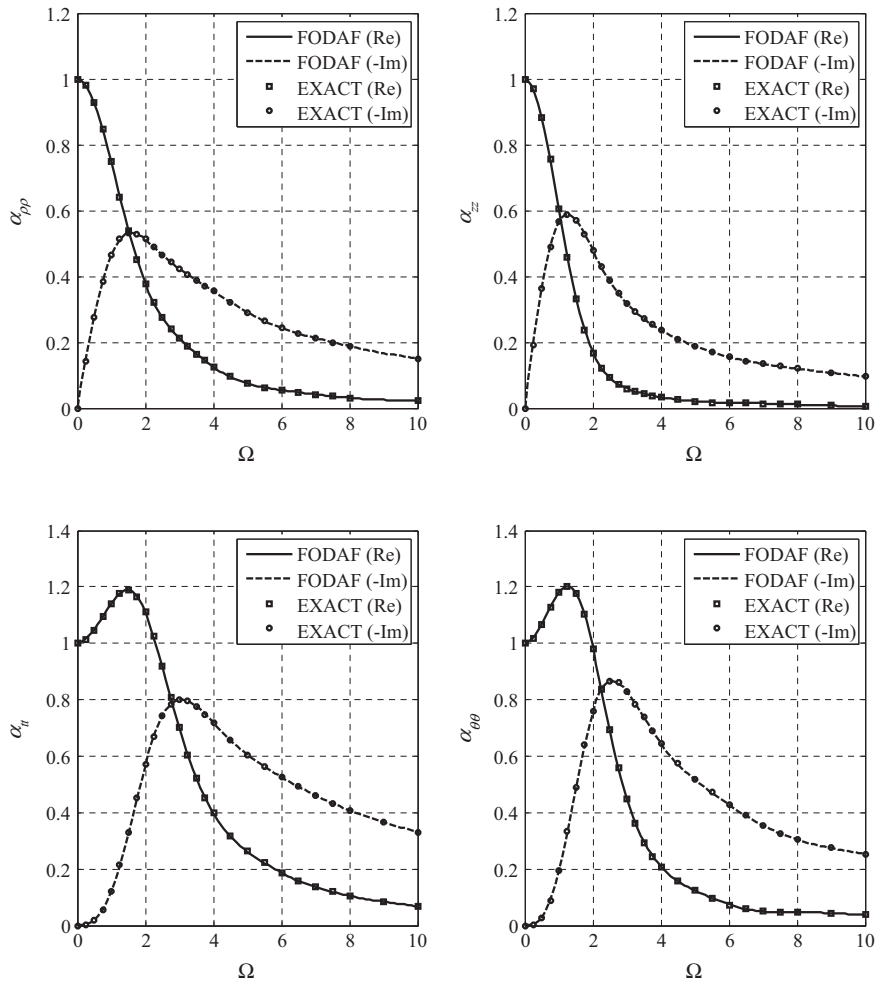 1.2
1
0.8
0.6
0.4
0.2
0
0 2 4 6 8 10
α_ρρ
Ω
FODAF (Re)
FODAF (-Im)
EXACT (Re)
EXACT (-Im)
1.2
1
0.8
0.6
0.4
0.2
0
0 2 4 6 8 10
α_zz
Ω
FODAF (Re)
FODAF (-Im)
EXACT (Re)
EXACT (-Im)
1.4
1.2
1
0.8
0.6
0.4
0.2
0
0 2 4 6 8 10
α_tt
Ω
FODAF (Re)
FODAF (-Im)
EXACT (Re)
EXACT (-Im)
1.4
1.2
1
0.8
0.6
0.4
0.2
0
0 2 4 6 8 10
α_θθ
Ω
FODAF (Re)
FODAF (-Im)
EXACT (Re)
EXACT (-Im)